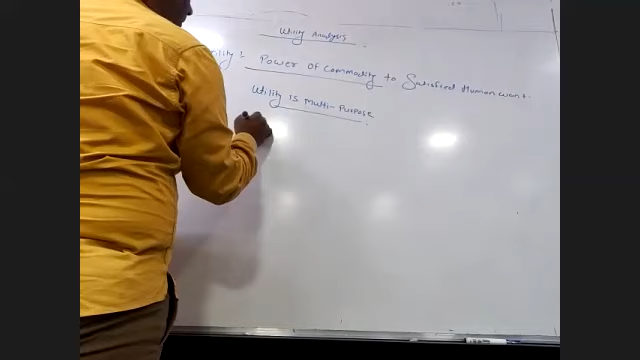 Utility Analysis
Utility : Power of Commodity to Satisfied Human want.
Utility is Multi-Purpose